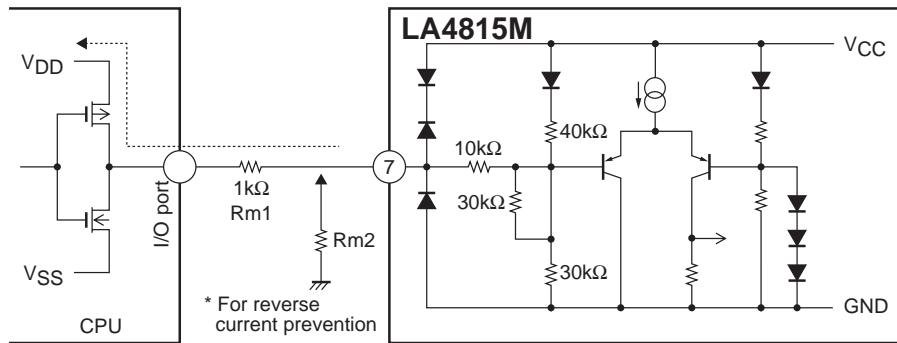 LA4815M
VCC
VDD
40kΩ
10kΩ
7
1kΩ
Rm1
I/O port
30kΩ
Rm2
VSS
30kΩ
* For reverse
current prevention
GND
CPU